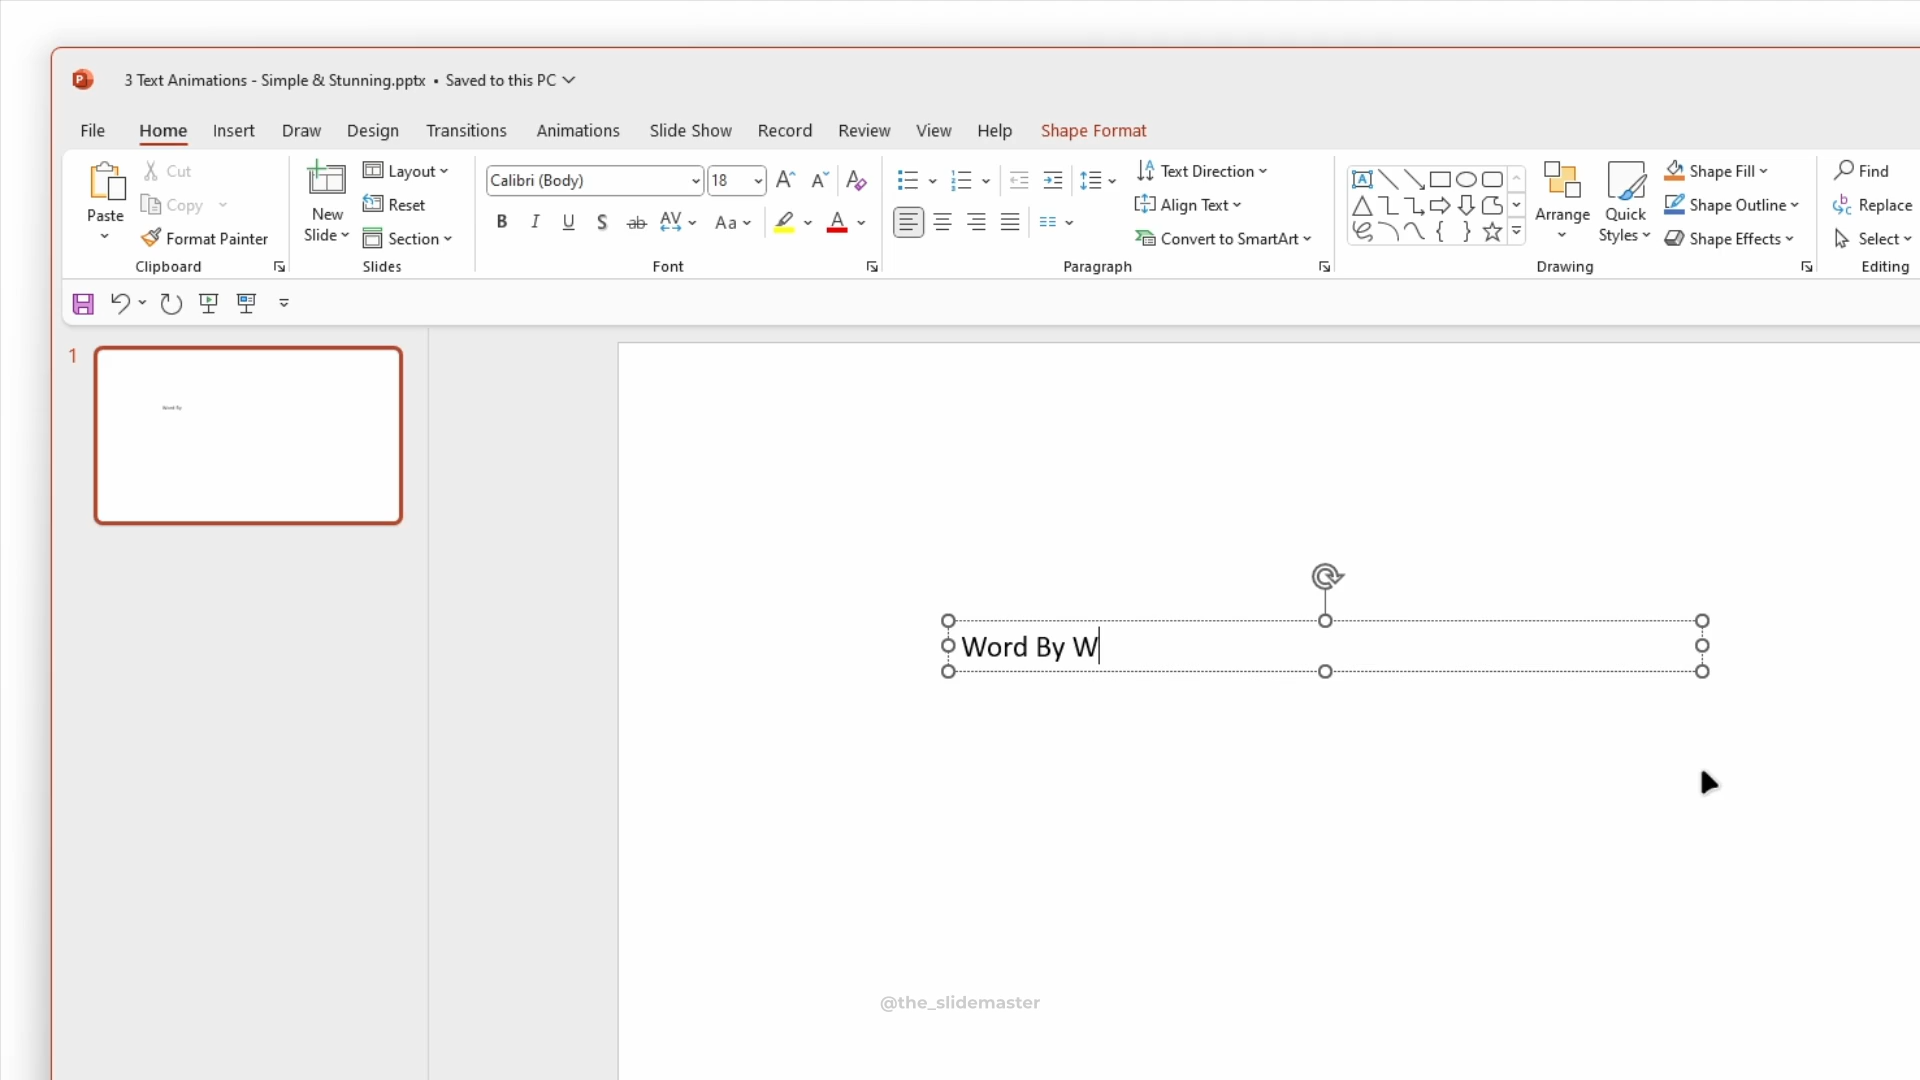 3 Text Animations - Simple & Stunning.pptx • Saved to this PC
File Home Insert Draw Design Transitions Animations Slide Show Record Review View Help Shape Format
Paste
Cut
Copy
Format Painter
Clipboard
New Slide
Layout
Reset
Section
Slides
Calibri (Body) 18
Font
Text Direction
Align Text
Convert to SmartArt
Paragraph
Arrange
Quick Styles
Shape Fill
Shape Outline
Shape Effects
Drawing
Find
Replace
Select
Editing
1
Word By
Word By W
@the_slidemaster